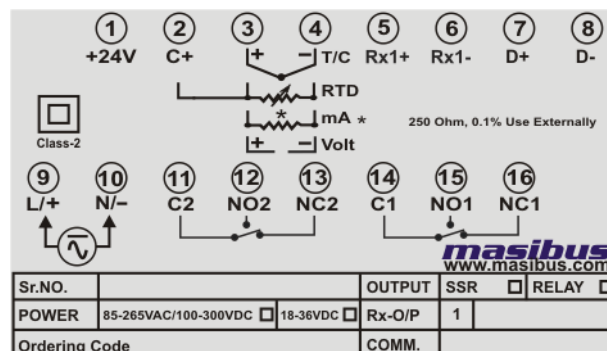 1 2 3 4 5 6 7 8
+24V C+ + − T/C Rx1+ Rx1- D+ D-
RTD
* mA * 250 Ohm, 0.1% Use Externally
Class-2
+ − Volt
9 10 11 12 13 14 15 16
L/+ N/− C2 NO2 NC2 C1 NO1 NC1
masibus
www.masibus.com
Sr.NO. OUTPUT SSR RELAY
POWER 85-265VAC/100-300VDC 18-36VDC Rx-O/P 1
Ordering Code COMM.